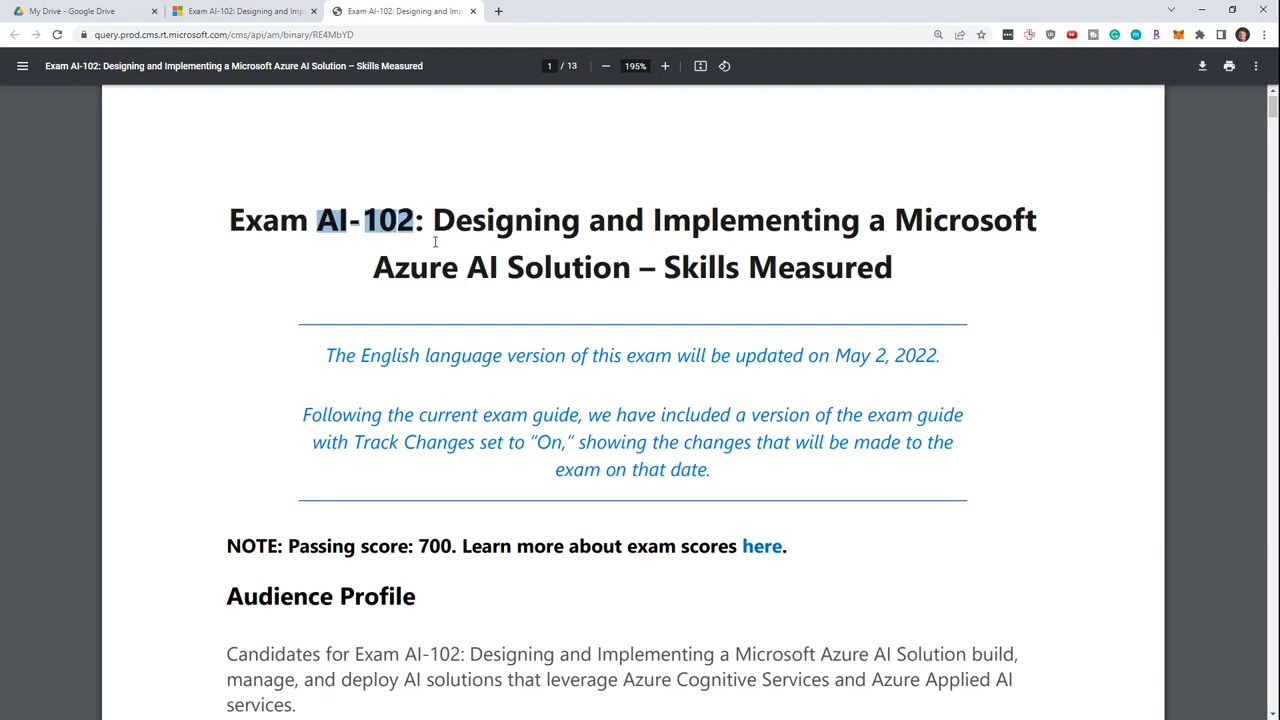 My Drive - Google Drive
Exam AI-102: Designing and Imp
Exam AI-102: Designing and Imp
query.prod.cms.rt.microsoft.com/cms/api/am/binary/RE4MbYD
Exam AI-102: Designing and Implementing a Microsoft Azure AI Solution – Skills Measured
1 / 13
195%
Exam AI-102: Designing and Implementing a Microsoft
Azure AI Solution – Skills Measured
The English language version of this exam will be updated on May 2, 2022.
Following the current exam guide, we have included a version of the exam guide
with Track Changes set to “On,” showing the changes that will be made to the
exam on that date.
NOTE: Passing score: 700. Learn more about exam scores here.
Audience Profile
Candidates for Exam AI-102: Designing and Implementing a Microsoft Azure AI Solution build,
manage, and deploy AI solutions that leverage Azure Cognitive Services and Azure Applied AI
services.